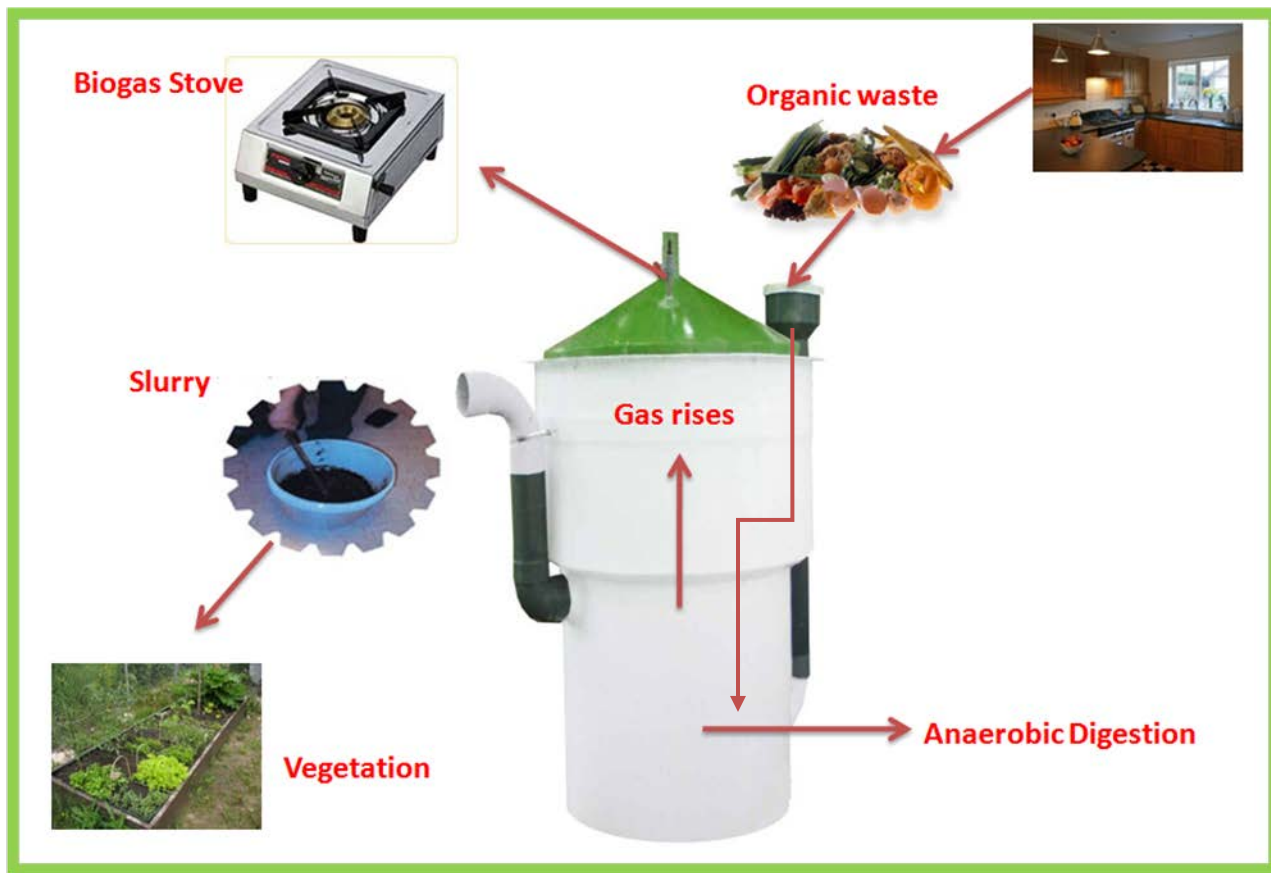 Biogas Stove
Organic waste
Slurry
Gas rises
Vegetation
Anaerobic Digestion